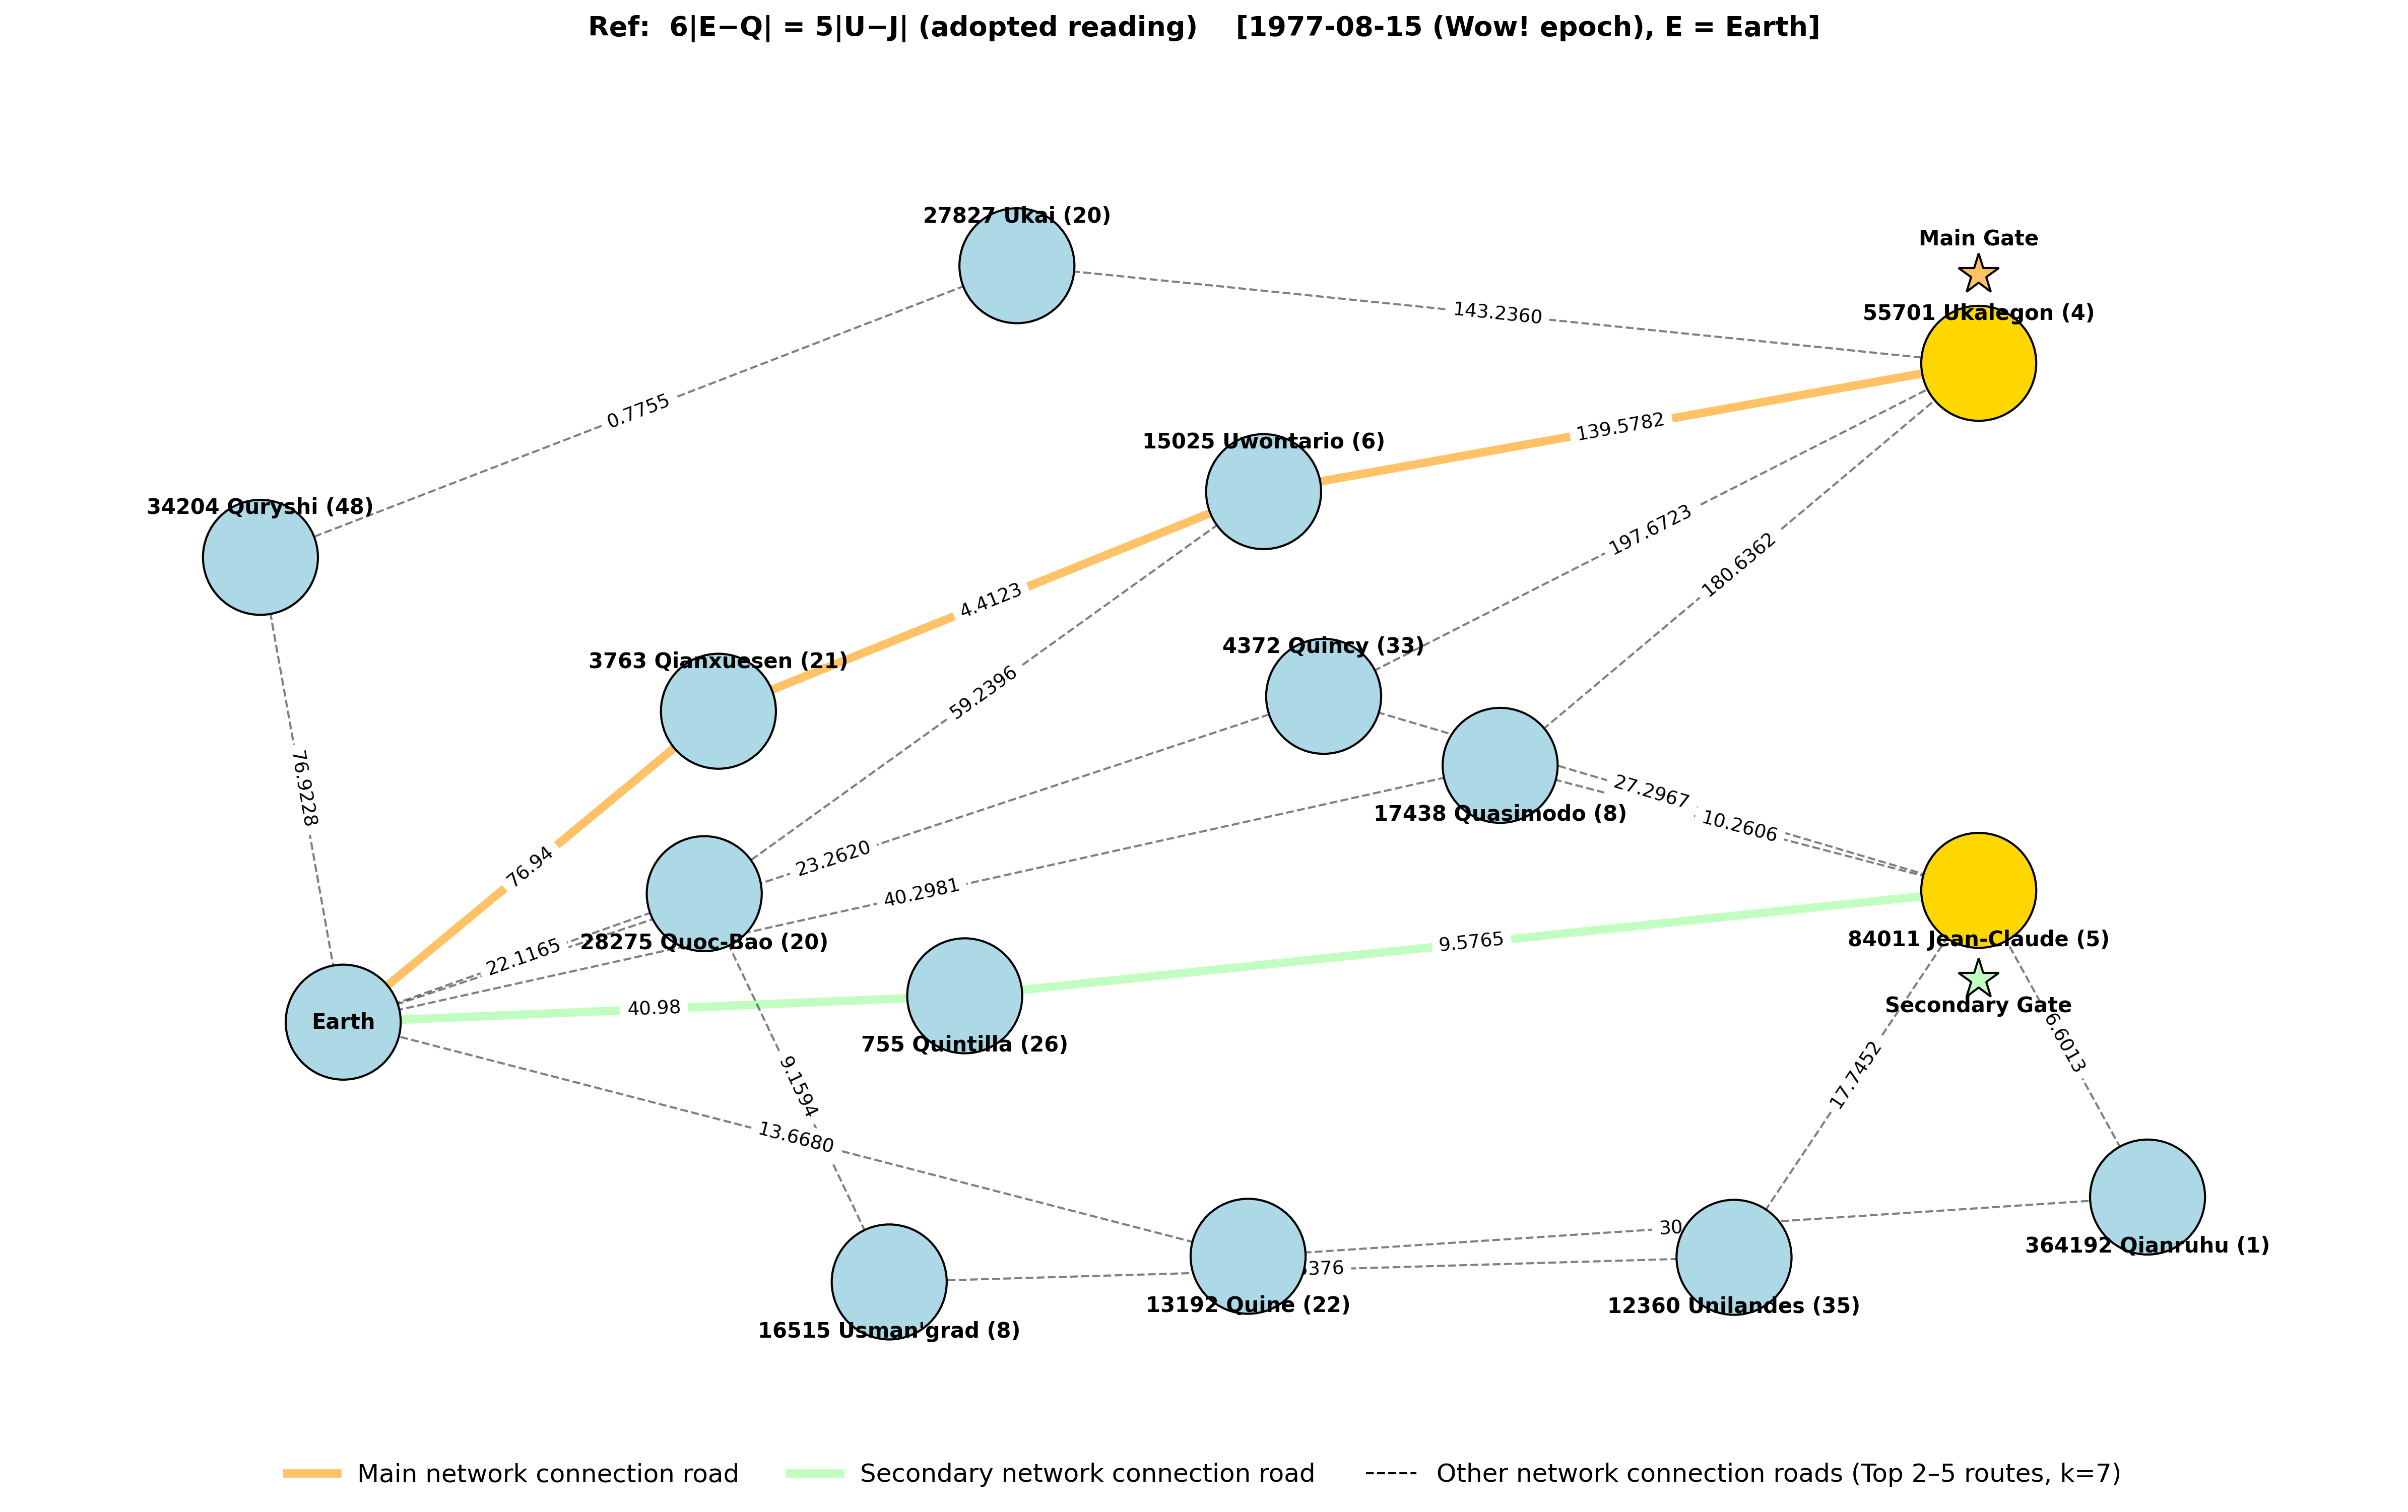 Ref:  6|E−Q| = 5|U−J| (adopted reading)    [1977-08-15 (Wow! epoch), E = Earth]
27827 Ukai (20)
Main Gate
55701 Ukalegon (4)
143.2360
0.7755
139.5782
15025 Uwontario (6)
34204 Quryshi (48)
197.6723
180.6362
4.4123
4372 Quincy (33)
3763 Qianxuesen (21)
59.2396
76.9228
27.2967
17438 Quasimodo (8)
10.2606
23.2620
76.94
40.2981
84011 Jean-Claude (5)
9.5765
28275 Quoc-Bao (20)
22.1165
Secondary Gate
40.98
Earth
755 Quintilla (26)
6.6013
17.7452
9.1594
13.6680
30
364192 Qianruhu (1)
376
13192 Quine (22)
12360 Unilandes (35)
16515 Usman'grad (8)
Main network connection road
Secondary network connection road
Other network connection roads (Top 2–5 routes, k=7)